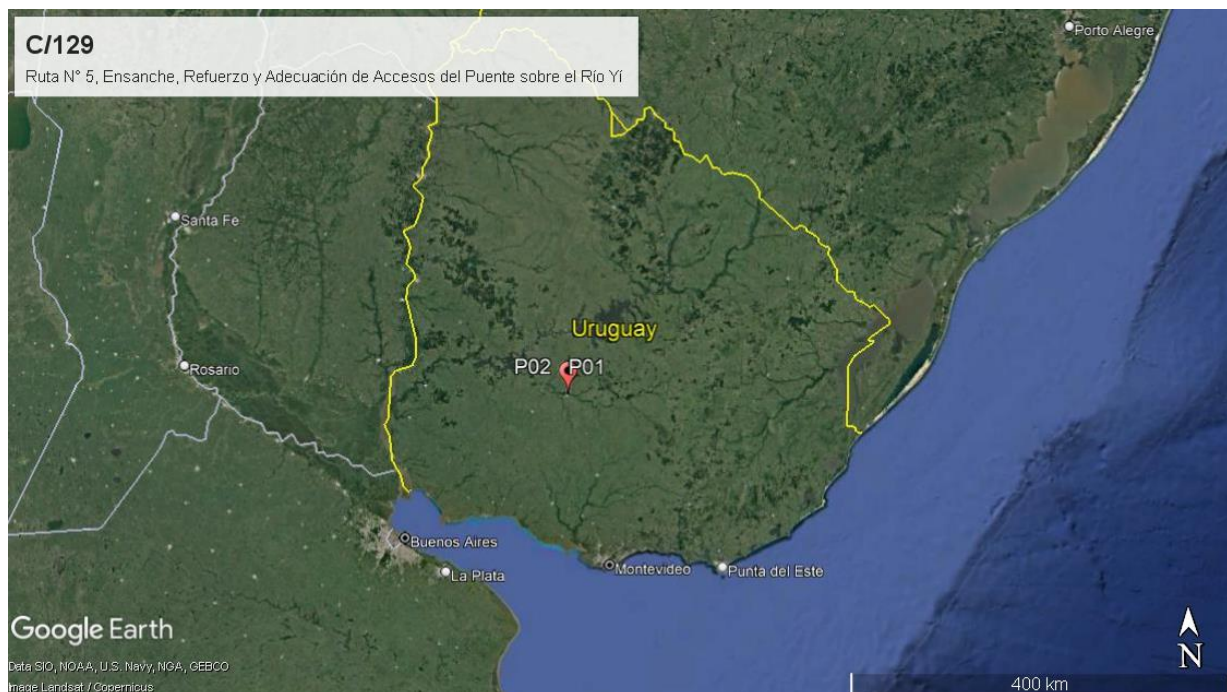 C/129
Ruta N° 5, Ensanche, Refuerzo y Adecuación de Accesos del Puente sobre el Río Yí
Porto Alegre
Santa Fe
Uruguay
Rosario
P02 P01
Buenos Aires
Montevideo
Punta del Este
La Plata
Google Earth
Data SIO, NOAA, U.S. Navy, NGA, GEBCO
Image Landsat / Copernicus
N
400 km